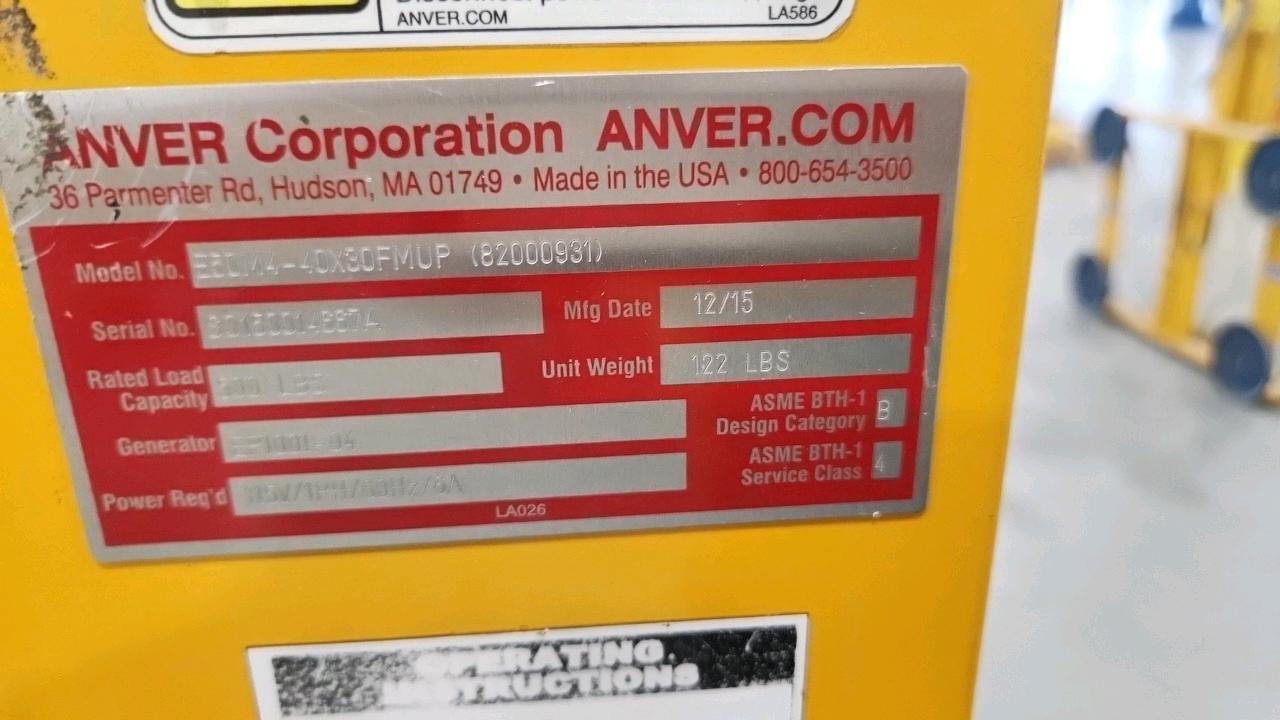 ANVER.COM
LA586
ANVER Corporation ANVER.COM
36 Parmenter Rd, Hudson, MA 01749 • Made in the USA • 800-654-3500
Model No. (82000931)
Serial No.
Mfg Date 12/15
Rated Load Capacity LBS
Unit Weight 122 LBS
Generator
ASME BTH-1 Design Category B
ASME BTH-1 Service Class 4
Power Req'd
LA026
OPERATING
INSTRUCTIONS